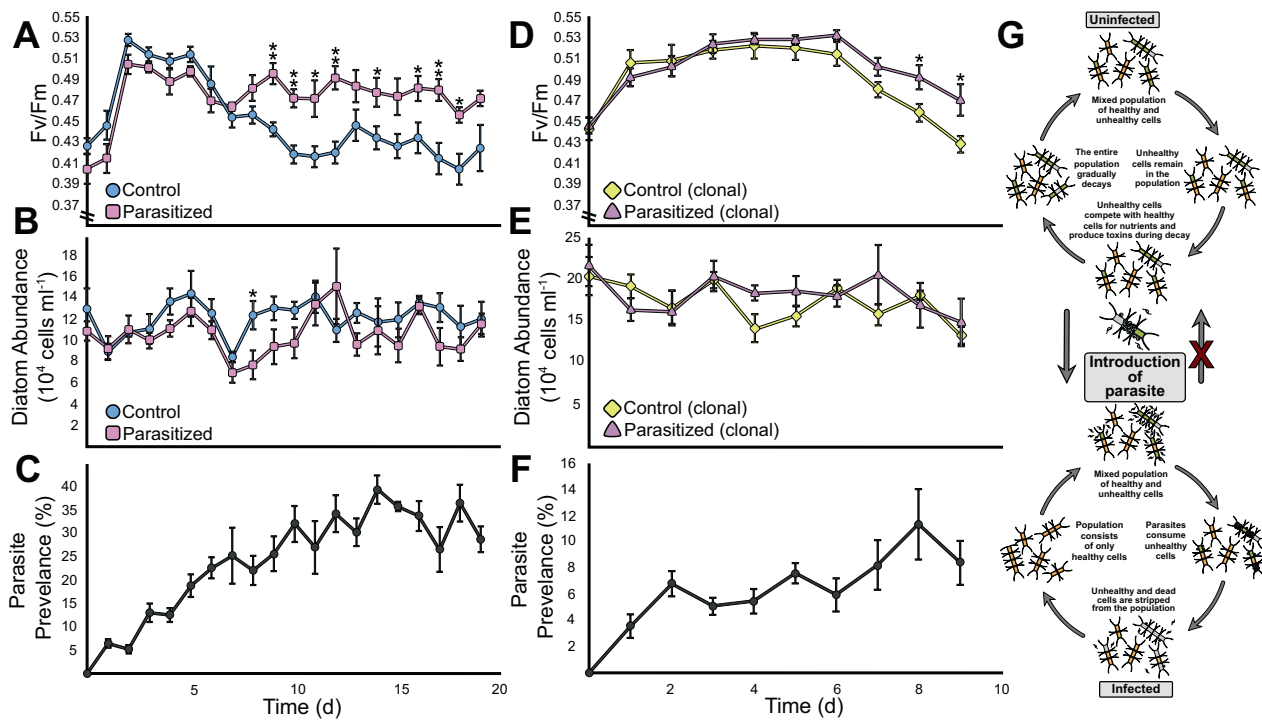 A
Fv/Fm
0.55
0.53
0.51
0.49
0.47
0.45
0.43
0.41
0.39
0.37
**
**
*
**
*
*
**
*
Control
Parasitized
B
Diatom Abundance
(10⁴ cells ml⁻¹)
18
16
14
12
10
8
6
4
2
*
Control
Parasitized
C
Parasite
Prevelance (%)
40
35
30
25
20
15
10
5
5
10
15
20
Time (d)
D
Fv/Fm
0.55
0.53
0.51
0.49
0.47
0.45
0.43
0.41
0.39
0.37
*
*
Control (clonal)
Parasitized (clonal)
E
Diatom Abundance
(10⁴ cells ml⁻¹)
25
20
15
10
5
Control (clonal)
Parasitized (clonal)
F
Parasite
Prevelance (%)
16
14
12
10
8
6
4
2
2
4
6
8
10
Time (d)
G
Uninfected
Mixed population
of healthy and
unhealthy cells
The entire
population
gradually
decays
Unhealthy
cells remain
in the
population
Unhealthy cells
compete with healthy
cells for nutrients and
produce toxins during decay
X
Introduction
of
parasite
Mixed population
of healthy and
unhealthy cells
Population
consists
of only
healthy cells
Parasites
consume
unhealthy
cells
Unhealthy and dead
cells are stripped
from the population
Infected